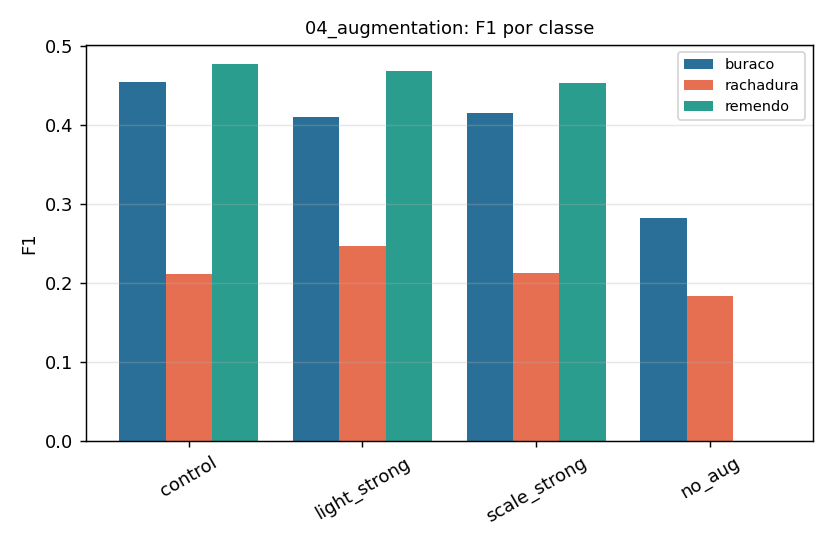 04_augmentation: F1 por classe
buraco
rachadura
remendo
F1
0.5
0.4
0.3
0.2
0.1
0.0
control
light_strong
scale_strong
no_aug